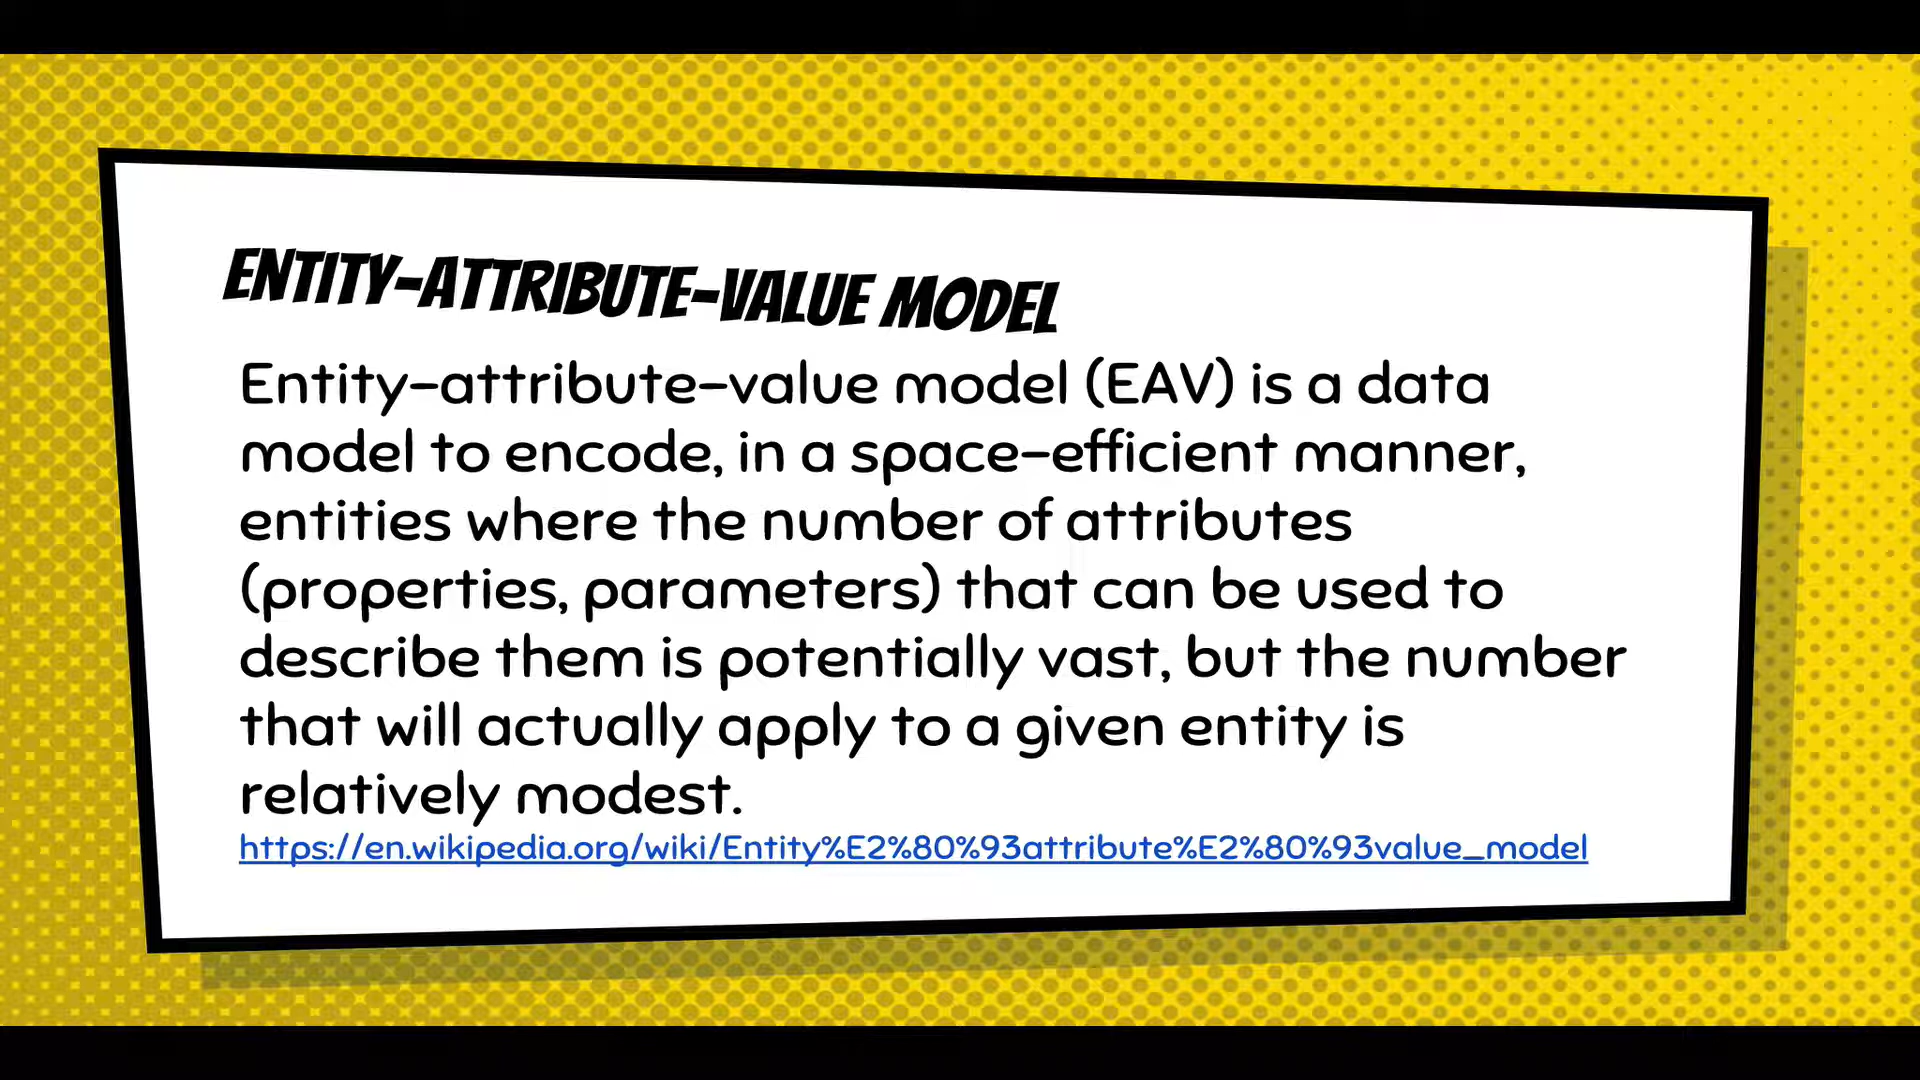 ENTITY-ATTRIBUTE-VALUE MODEL
Entity-attribute-value model (EAV) is a data
model to encode, in a space-efficient manner,
entities where the number of attributes
(properties, parameters) that can be used to
describe them is potentially vast, but the number
that will actually apply to a given entity is
relatively modest.
https://en.wikipedia.org/wiki/Entity%E2%80%93attribute%E2%80%93value_model